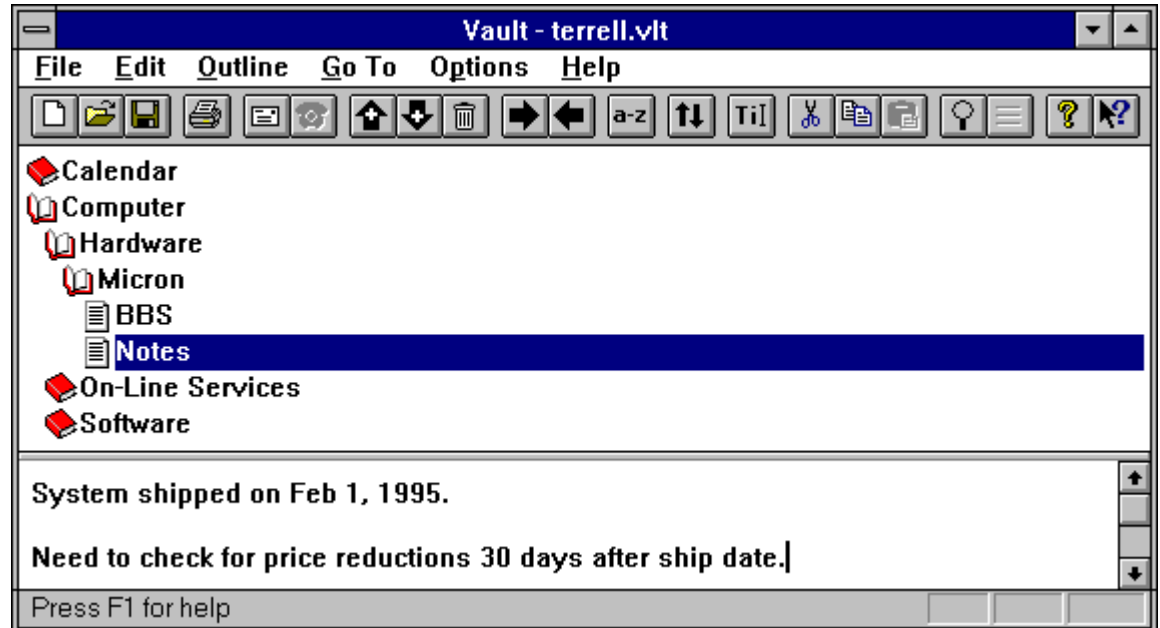 Vault - terrell.vlt
File Edit Outline Go To Options Help
a-z TiI ? ?
Calendar
Computer
Hardware
Micron
BBS
Notes
On-Line Services
Software
System shipped on Feb 1, 1995.
Need to check for price reductions 30 days after ship date.
Press F1 for help